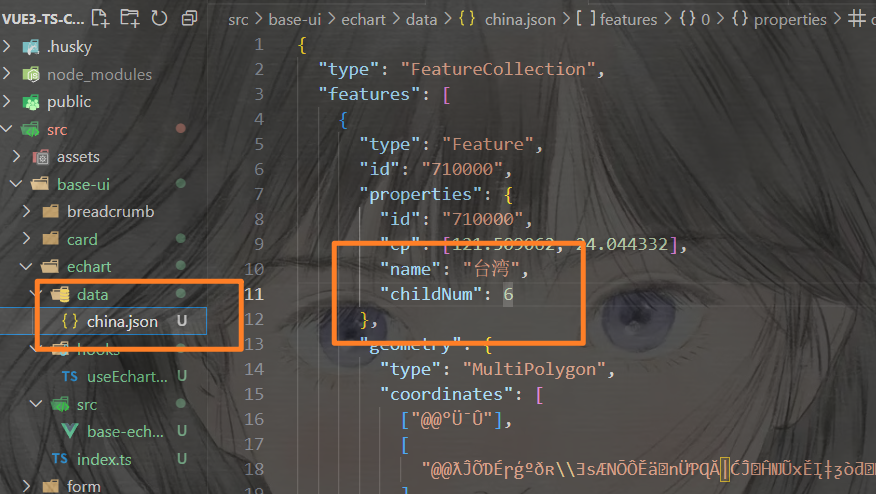 VUE3-TS-C...
src > base-ui > echart > data > {} china.json > [ ] features > {} 0 > {} properties >
.husky
node_modules
public
src
assets
base-ui
breadcrumb
card
echart
data
{} china.json U
hooks
TS useEchart... U
src
base-ech... U
TS index.ts U
form
1 {
2 "type": "FeatureCollection",
3 "features": [
4 {
5 "type": "Feature",
6 "id": "710000",
7 "properties": {
8 "id": "710000",
9 "cp": [121.509062, 24.044332],
10 "name": "台湾",
11 "childNum": 6
12 },
13 "geometry": {
14 "type": "MultiPolygon",
15 "coordinates": [
16 ["@@°Ü¯Û"],
17 [
18